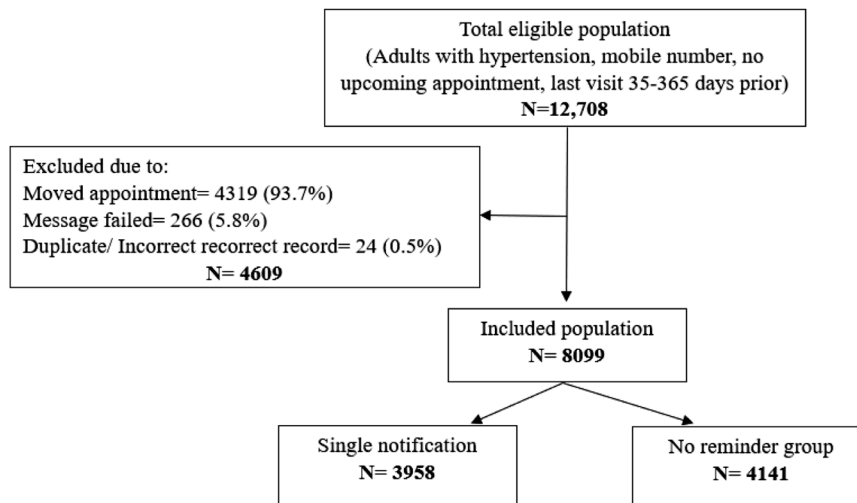 Total eligible population
(Adults with hypertension, mobile number, no
upcoming appointment, last visit 35-365 days prior)
N=12,708
Excluded due to:
Moved appointment= 4319 (93.7%)
Message failed= 266 (5.8%)
Duplicate/ Incorrect recorrect record= 24 (0.5%)
N= 4609
Included population
N= 8099
Single notification
N= 3958
No reminder group
N= 4141